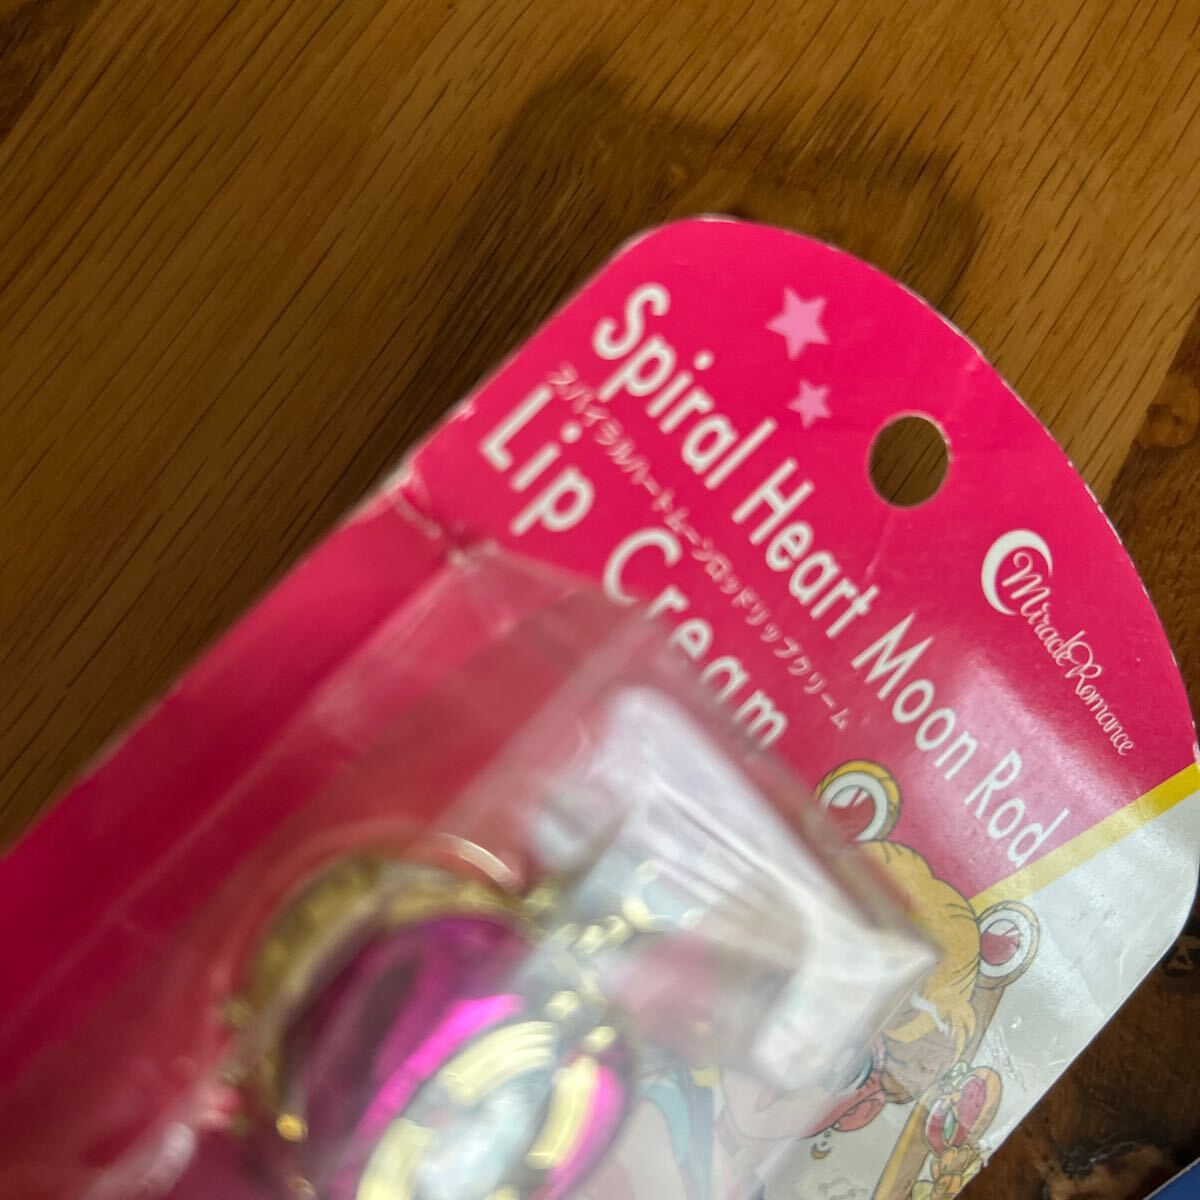 Spiral Heart Moon Rod
スパイラルハートムーンロッドリップクリーム
Lip Cream
Miracle Romance